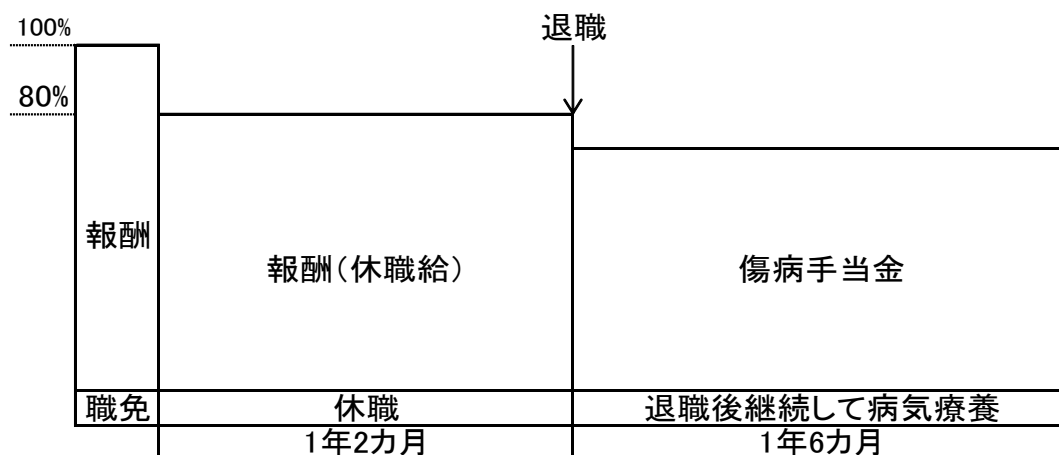 退職
100%
80%
報酬
報酬(休職給)
傷病手当金
職免
休職
退職後継続して病気療養
1年2カ月
1年6カ月